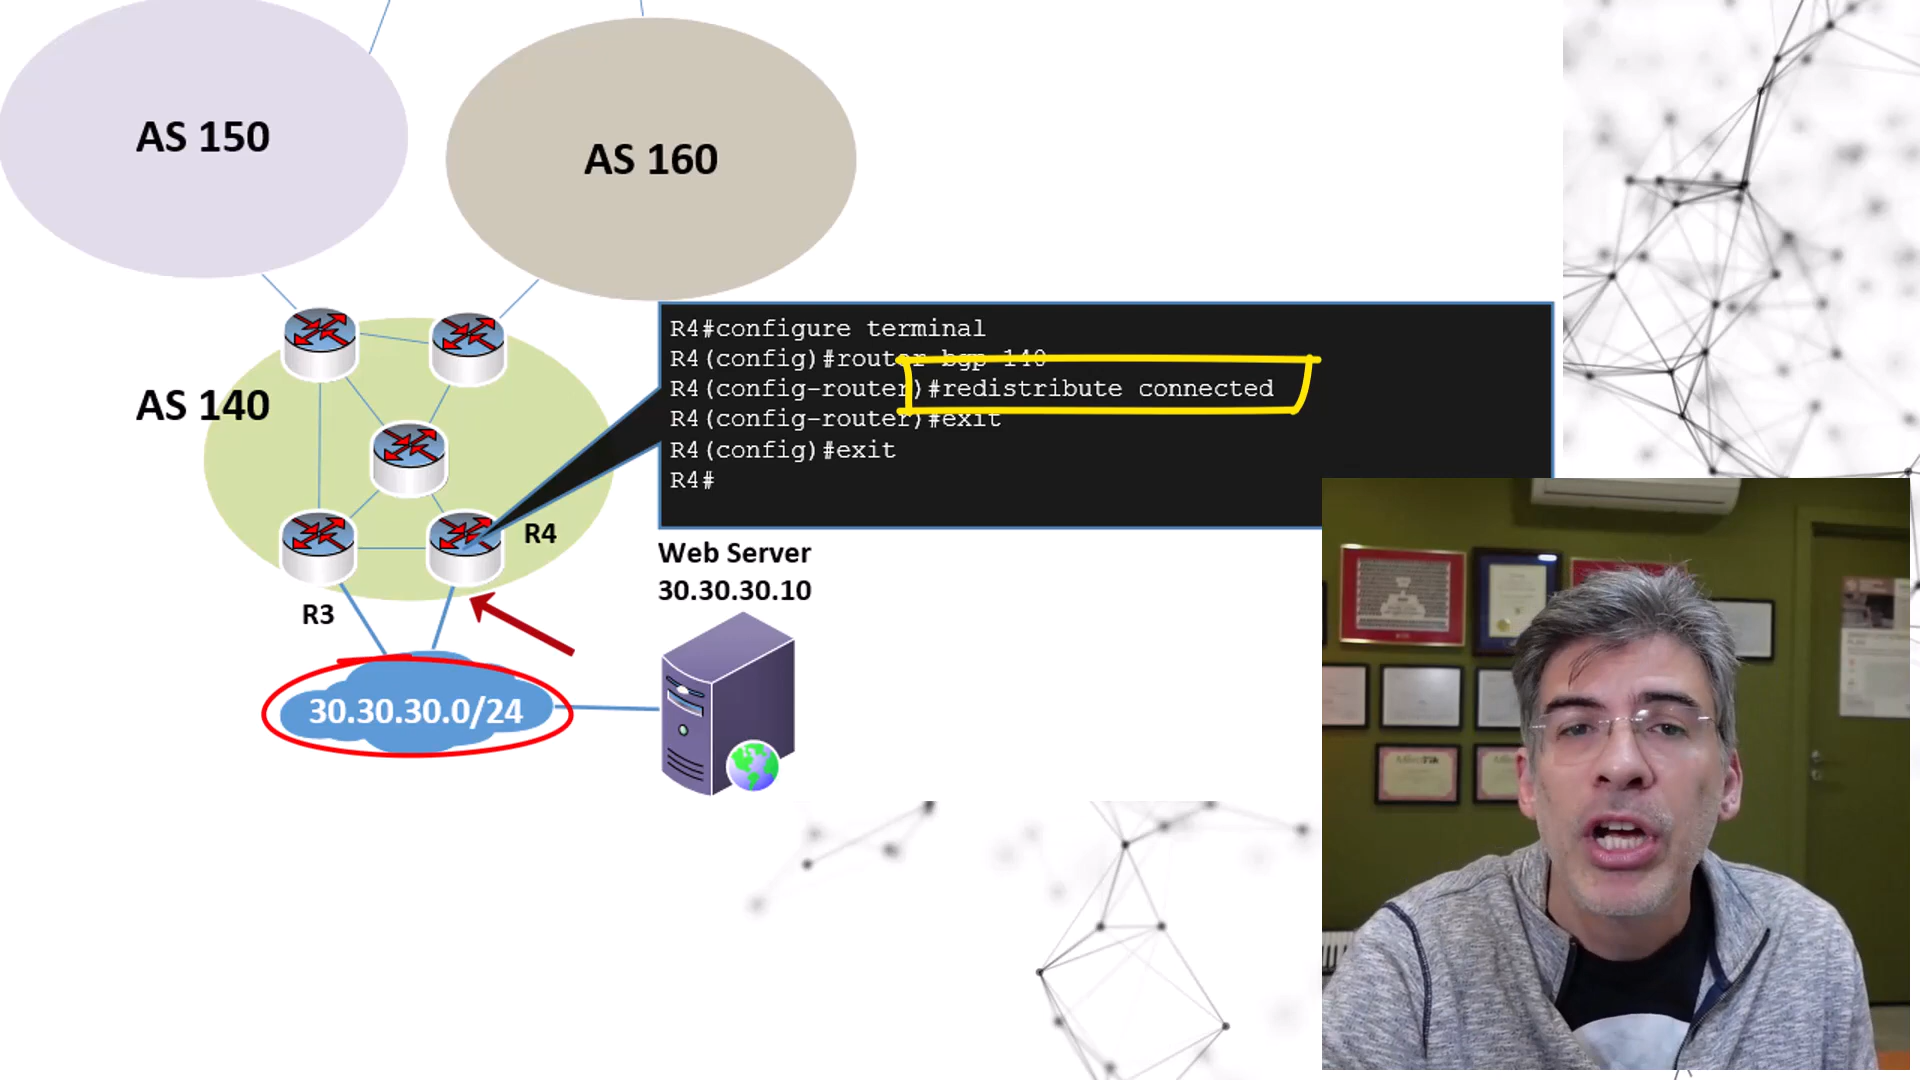 AS 150
AS 160
AS 140
R4#configure terminal
R4(config)#router bgp 140
R4(config-router)#redistribute connected
R4(config-router)#exit
R4(config)#exit
R4#
R4
R3
Web Server
30.30.30.10
30.30.30.0/24